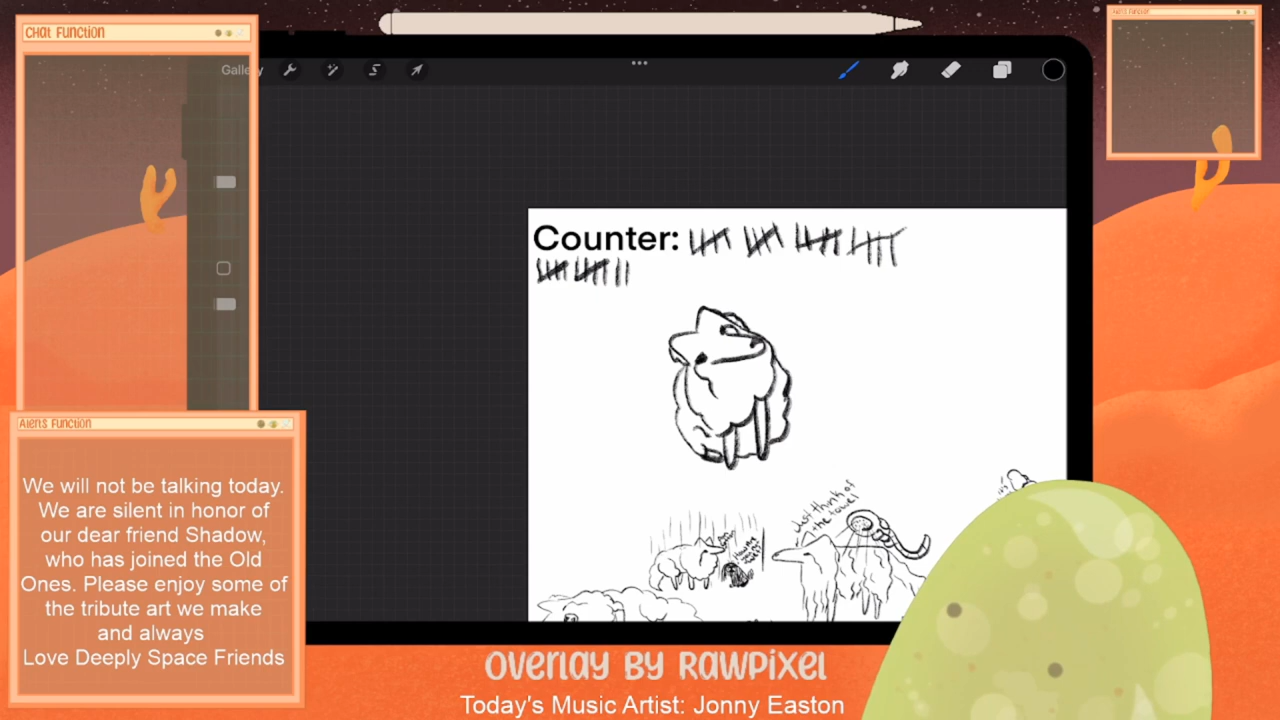 Chat Function
Gallery
Alerts Function
Counter:
Just think of
the towel
Alerts Function
We will not be talking today.
We are silent in honor of
our dear friend Shadow,
who has joined the Old
Ones. Please enjoy some of
the tribute art we make
and always
Love Deeply Space Friends
Overlay by Rawpixel
Today's Music Artist: Jonny Easton